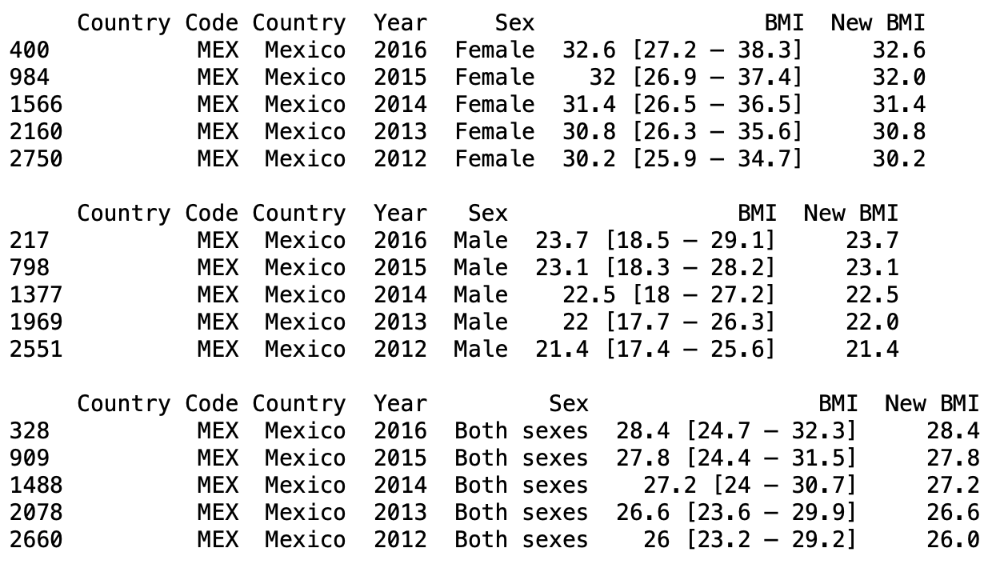 Country Code Country Year Sex BMI New BMI
400 MEX Mexico 2016 Female 32.6 [27.2 – 38.3] 32.6
984 MEX Mexico 2015 Female 32 [26.9 – 37.4] 32.0
1566 MEX Mexico 2014 Female 31.4 [26.5 – 36.5] 31.4
2160 MEX Mexico 2013 Female 30.8 [26.3 – 35.6] 30.8
2750 MEX Mexico 2012 Female 30.2 [25.9 – 34.7] 30.2
Country Code Country Year Sex BMI New BMI
217 MEX Mexico 2016 Male 23.7 [18.5 – 29.1] 23.7
798 MEX Mexico 2015 Male 23.1 [18.3 – 28.2] 23.1
1377 MEX Mexico 2014 Male 22.5 [18 – 27.2] 22.5
1969 MEX Mexico 2013 Male 22 [17.7 – 26.3] 22.0
2551 MEX Mexico 2012 Male 21.4 [17.4 – 25.6] 21.4
Country Code Country Year Sex BMI New BMI
328 MEX Mexico 2016 Both sexes 28.4 [24.7 – 32.3] 28.4
909 MEX Mexico 2015 Both sexes 27.8 [24.4 – 31.5] 27.8
1488 MEX Mexico 2014 Both sexes 27.2 [24 – 30.7] 27.2
2078 MEX Mexico 2013 Both sexes 26.6 [23.6 – 29.9] 26.6
2660 MEX Mexico 2012 Both sexes 26 [23.2 – 29.2] 26.0